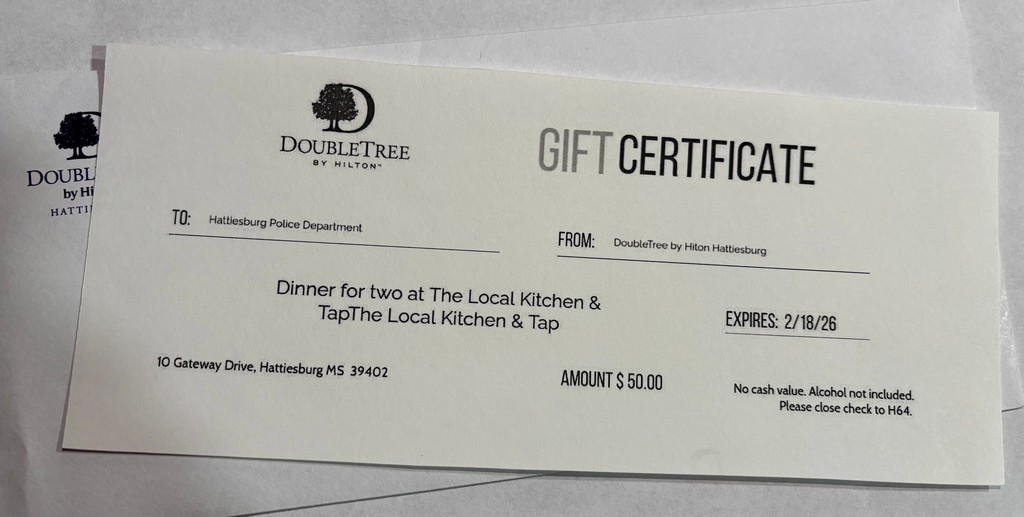 DOUBLETREE
BY HILTON™
GIFT CERTIFICATE
TO: Hattiesburg Police Department
FROM: DoubleTree by Hiton Hattiesburg
Dinner for two at The Local Kitchen &
TapThe Local Kitchen & Tap
EXPIRES: 2/18/26
10 Gateway Drive, Hattiesburg MS 39402
AMOUNT $ 50.00
No cash value. Alcohol not included.
Please close check to H64.
DOUBL
by Hi
HATTI